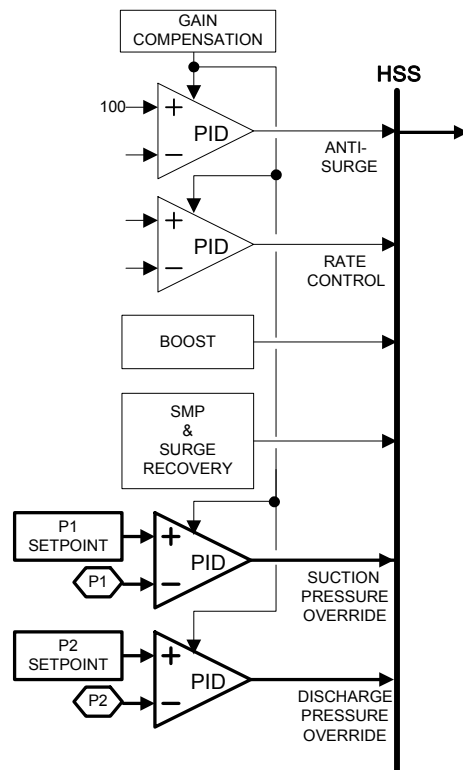 GAIN
COMPENSATION
HSS
100
+
PID
−
ANTI-
SURGE
+
PID
−
RATE
CONTROL
BOOST
SMP
&
SURGE
RECOVERY
P1
SETPOINT
+
PID
P1
−
SUCTION
PRESSURE
OVERRIDE
P2
SETPOINT
+
PID
P2
−
DISCHARGE
PRESSURE
OVERRIDE